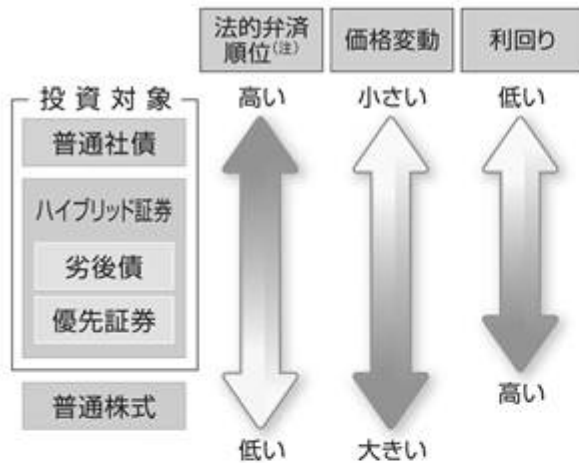 法的弁済
順位(注)
価格変動
利回り
高い
小さい
低い
投資対象
普通社債
ハイブリッド証券
劣後債
優先証券
普通株式
高い
低い
大きい